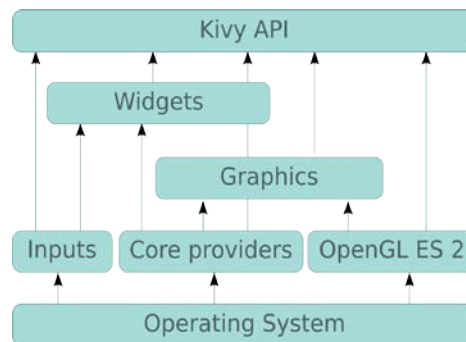 Kivy API
Widgets
Graphics
Inputs
Core providers
OpenGL ES 2
Operating System